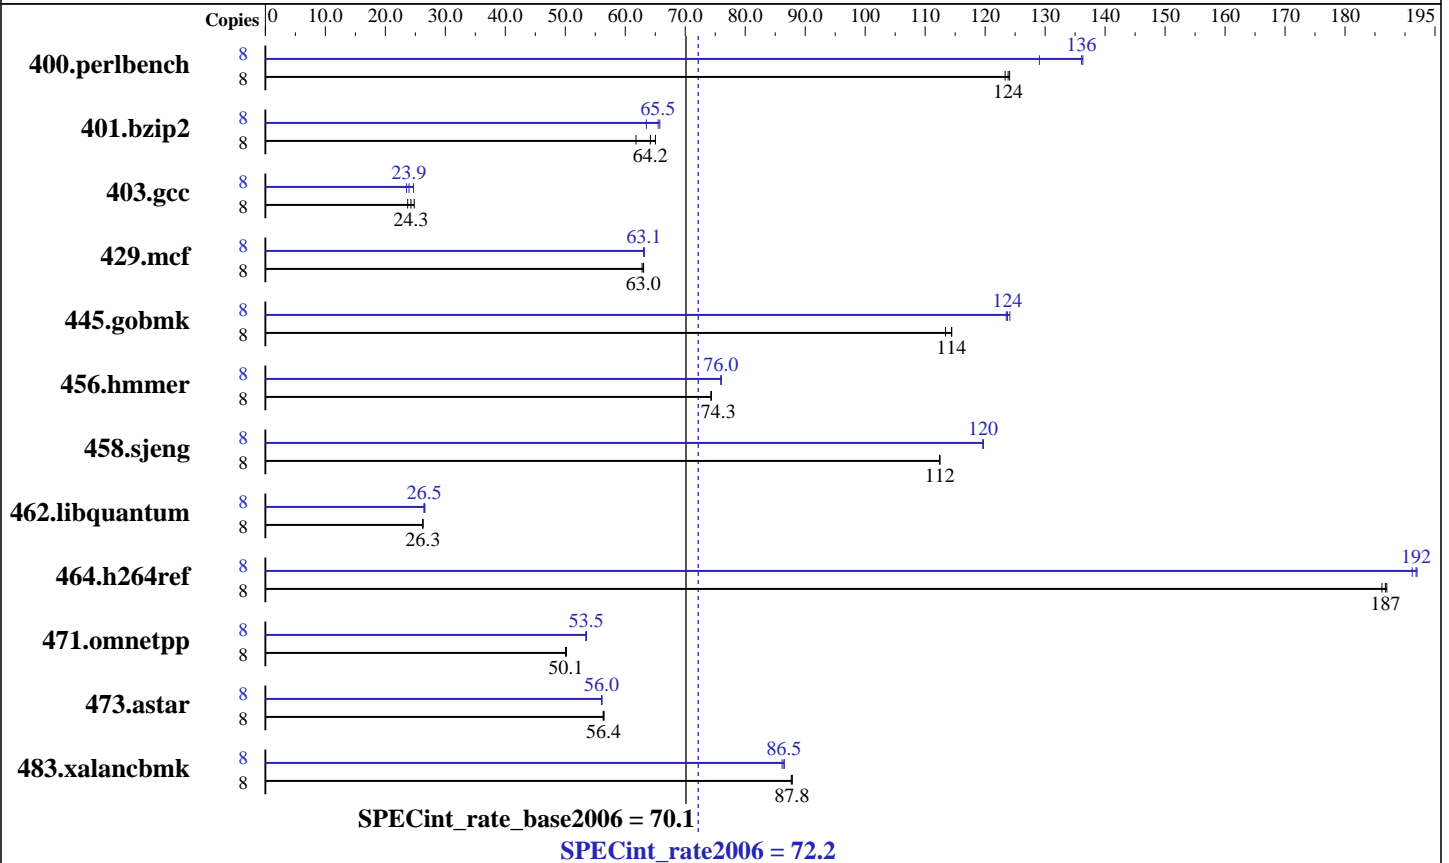 Copies 0 10.0 20.0 30.0 40.0 50.0 60.0 70.0 80.0 90.0 100 110 120 130 140 150 160 170 180 195
400.perlbench 8 136
8 124
401.bzip2 8 65.5
8 64.2
403.gcc 8 23.9
8 24.3
429.mcf 8 63.1
8 63.0
445.gobmk 8 124
8 114
456.hmmer 8 76.0
8 74.3
458.sjeng 8 120
8 112
462.libquantum 8 26.5
8 26.3
464.h264ref 8 192
8 187
471.omnetpp 8 53.5
8 50.1
473.astar 8 56.0
8 56.4
483.xalancbmk 8 86.5
8 87.8
SPECint_rate_base2006 = 70.1
SPECint_rate2006 = 72.2